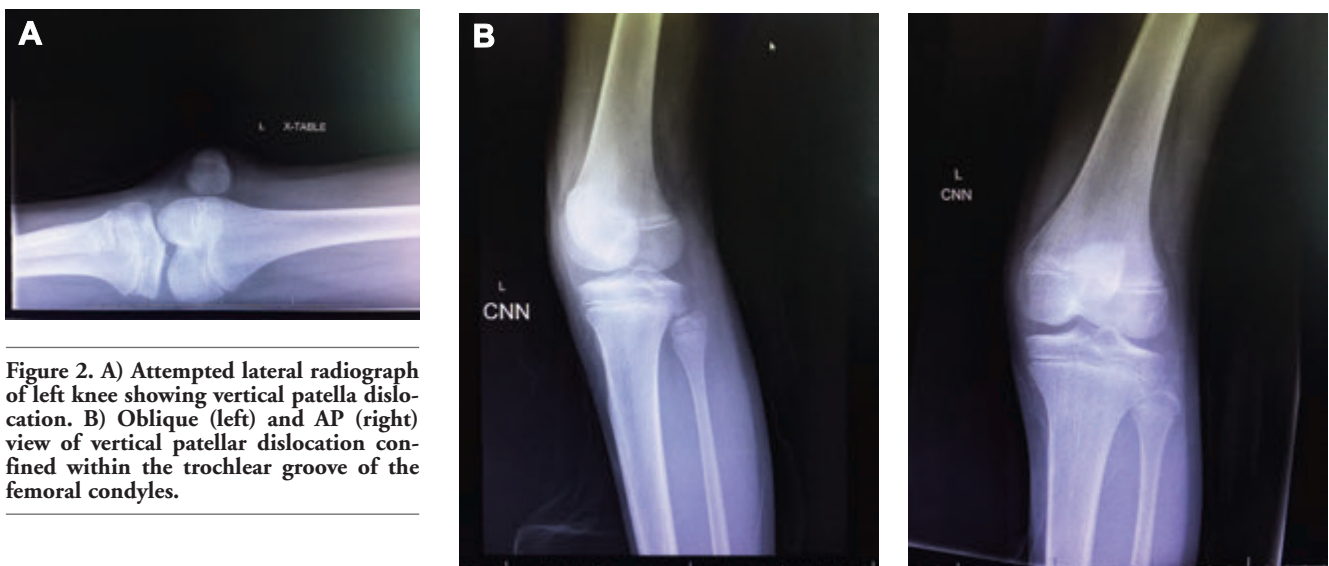 A
L X-TABLE
Figure 2. A) Attempted lateral radiograph
of left knee showing vertical patella dislo-
cation. B) Oblique (left) and AP (right)
view of vertical patellar dislocation con-
fined within the trochlear groove of the
femoral condyles.
B
L
CNN
L
CNN